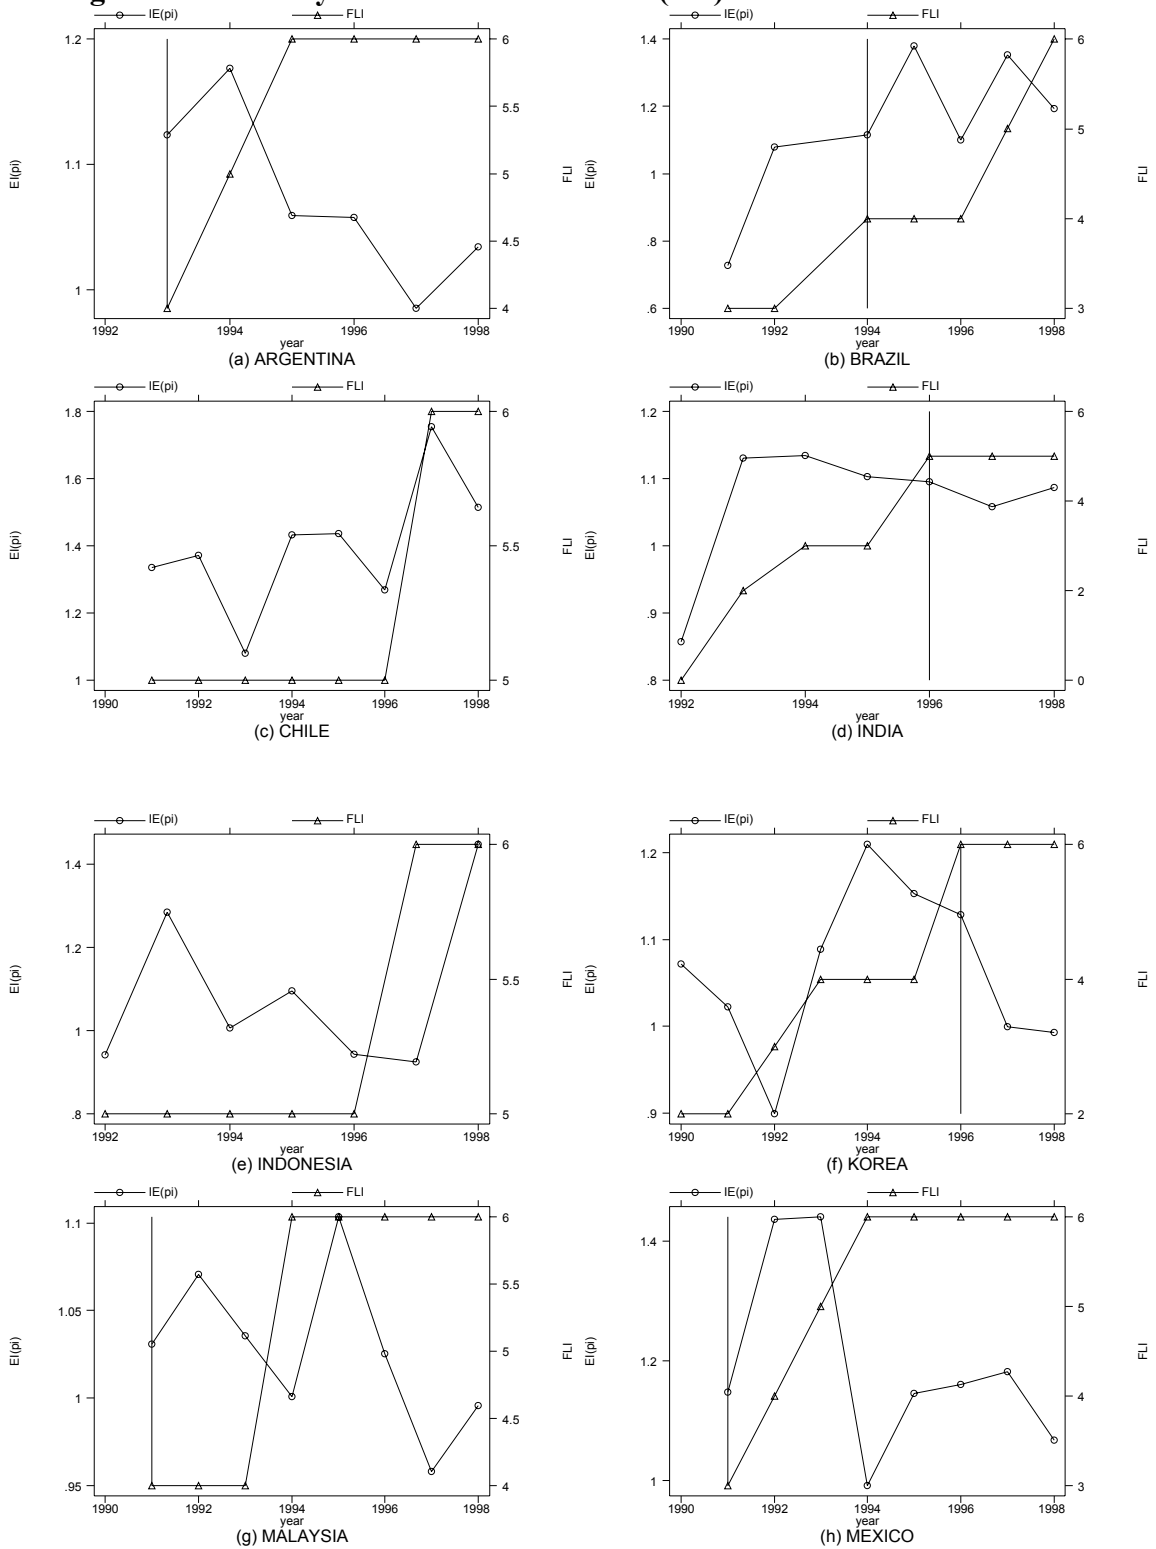 IE(pi) FLI
1.2
1.1
1
6
5.5
5
4.5
4
EI(pi)
FLI
1992 1994 1996 1998
year
(a) ARGENTINA
IE(pi) FLI
1.4
1.2
1
.8
.6
6
5
4
3
EI(pi)
FLI
1990 1992 1994 1996 1998
year
(b) BRAZIL
IE(pi) FLI
1.8
1.6
1.4
1.2
1
6
5.5
5
EI(pi)
FLI
1990 1992 1994 1996 1998
year
(c) CHILE
IE(pi) FLI
1.2
1.1
1
.9
.8
6
4
2
0
EI(pi)
FLI
1992 1994 1996 1998
year
(d) INDIA
IE(pi) FLI
1.4
1.2
1
.8
6
5.5
5
EI(pi)
FLI
1992 1994 1996 1998
year
(e) INDONESIA
IE(pi) FLI
1.2
1.1
1
.9
6
4
2
EI(pi)
FLI
1990 1992 1994 1996 1998
year
(f) KOREA
IE(pi) FLI
1.1
1.05
1
.95
6
5.5
5
4.5
4
EI(pi)
FLI
1990 1992 1994 1996 1998
year
(g) MALAYSIA
IE(pi) FLI
1.4
1.2
1
6
5
4
3
EI(pi)
FLI
1990 1992 1994 1996 1998
year
(h) MEXICO